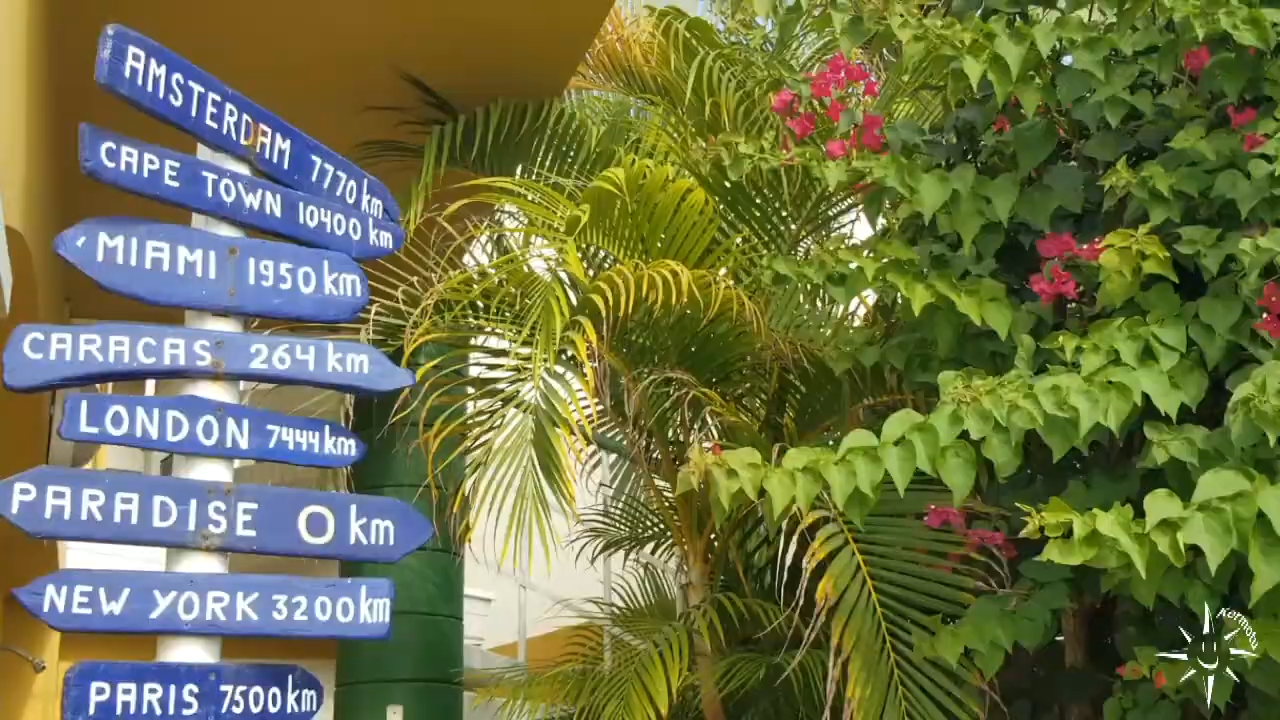 AMSTERDAM 7770 km
CAPE TOWN 10400 km
MIAMI 1950 km
CARACAS 264 km
LONDON 7444 km
PARADISE 0 km
NEW YORK 3200 km
PARIS 7500 km